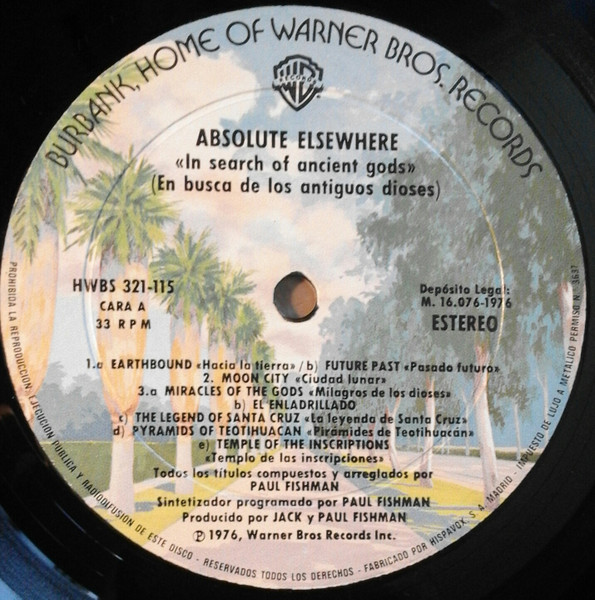 BURBANK, HOME OF WARNER BROS. RECORDS
RECORDS
ABSOLUTE ELSEWHERE
«In search of ancient gods»
(En busca de los antiguos dioses)
HWBS 321-115
CARA A
33 RPM
Depósito Legal:
M. 16.076-1976
ESTEREO
1.a EARTHBOUND «Hacia la tierra» / b) FUTURE PAST «Pasado futuro»
2. MOON CITY «Ciudad lunar»
3.a MIRACLES OF THE GODS «Milagros de los dioses»
b) EL ENLADRILLADO
c) THE LEGEND OF SANTA CRUZ «La leyenda de Santa Cruz»
d) PYRAMIDS OF TEOTIHUACAN «Pirámides de Teotihuacán»
e) TEMPLE OF THE INSCRIPTIONS
«Templo de las inscripciones»
Todos los títulos compuestos y arreglados por
PAUL FISHMAN
Sintetizador programado por PAUL FISHMAN
Producido por JACK y PAUL FISHMAN
℗ 1976, Warner Bros Records Inc.
PROHIBIDA LA REPRODUCCION, EJECUCION PUBLICA Y RADIODIFUSION DE ESTE DISCO - RESERVADOS TODOS LOS DERECHOS - FABRICADO POR HISPAVOX S. A. MADRID - IMPUESTO DE LUJO A METALICO PERMISO N.° 3637